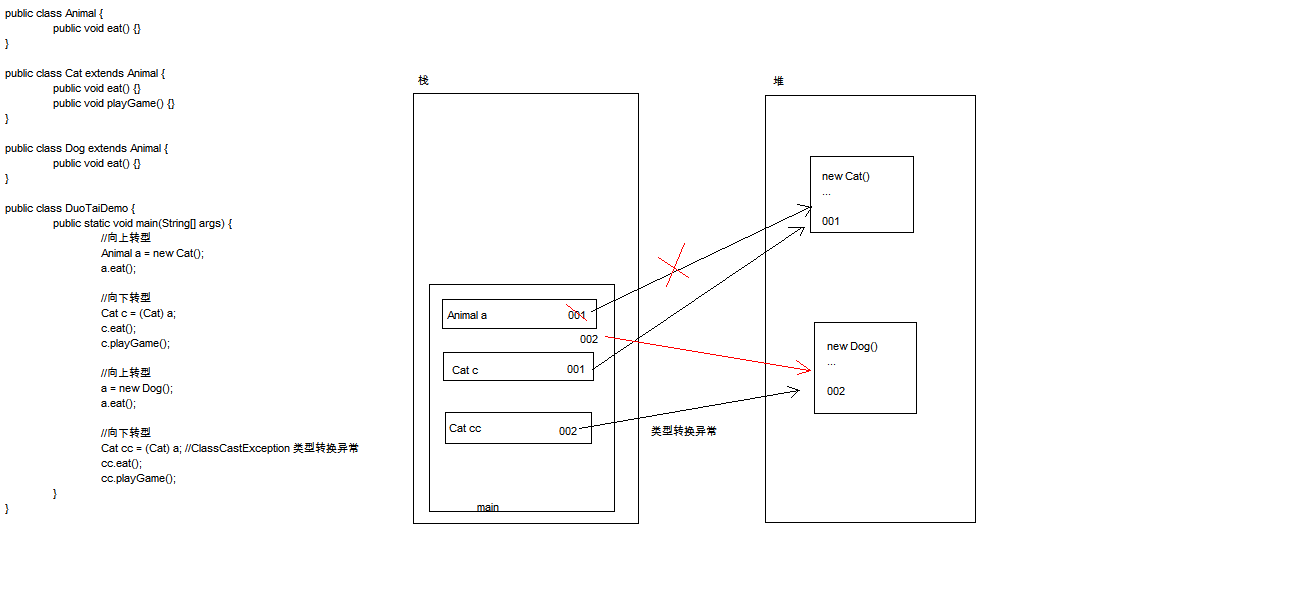 public class Animal {
public void eat() {}
}
public class Cat extends Animal {
public void eat() {}
public void playGame() {}
}
public class Dog extends Animal {
public void eat() {}
}
public class DuoTaiDemo {
public static void main(String[] args) {
//向上转型
Animal a = new Cat();
a.eat();
//向下转型
Cat c = (Cat) a;
c.eat();
c.playGame();
//向上转型
a = new Dog();
a.eat();
//向下转型
Cat cc = (Cat) a; //ClassCastException 类型转换异常
cc.eat();
cc.playGame();
}
}
栈
Animal a 001
002
Cat c 001
Cat cc 002
main
类型转换异常
堆
new Cat()
...
001
new Dog()
...
002